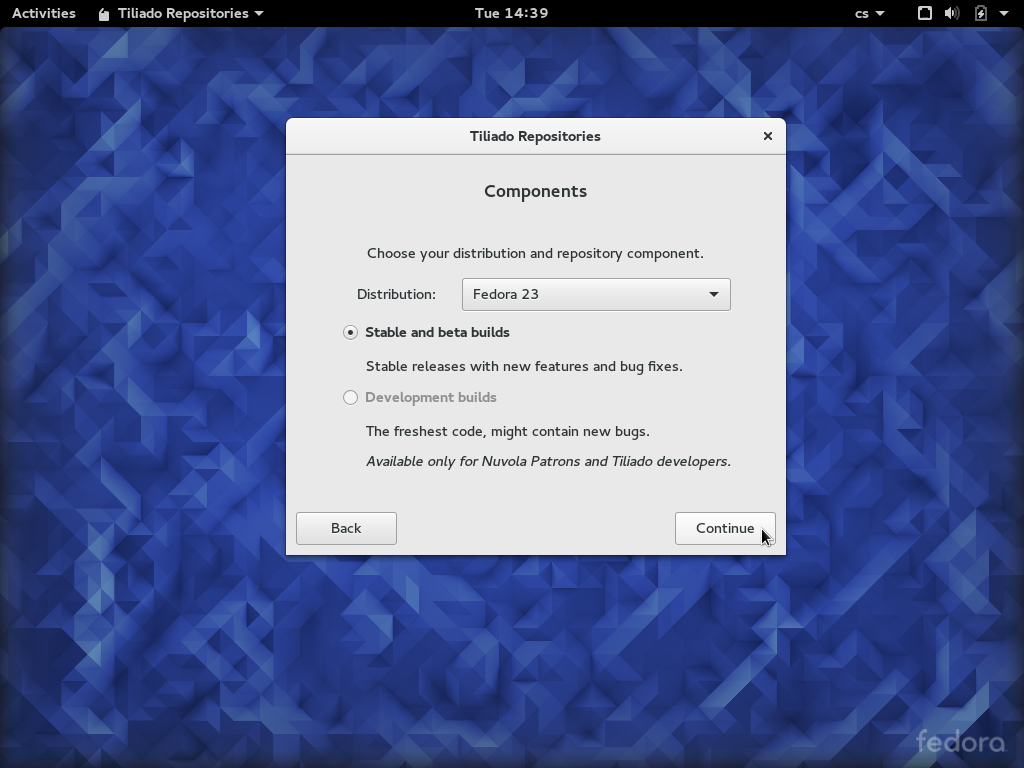 Activities
Tiliado Repositories
Tue 14:39
cs
Tiliado Repositories
Components
Choose your distribution and repository component.
Distribution: Fedora 23
Stable and beta builds
Stable releases with new features and bug fixes.
Development builds
The freshest code, might contain new bugs.
Available only for Nuvola Patrons and Tiliado developers.
Back
Continue
fedora